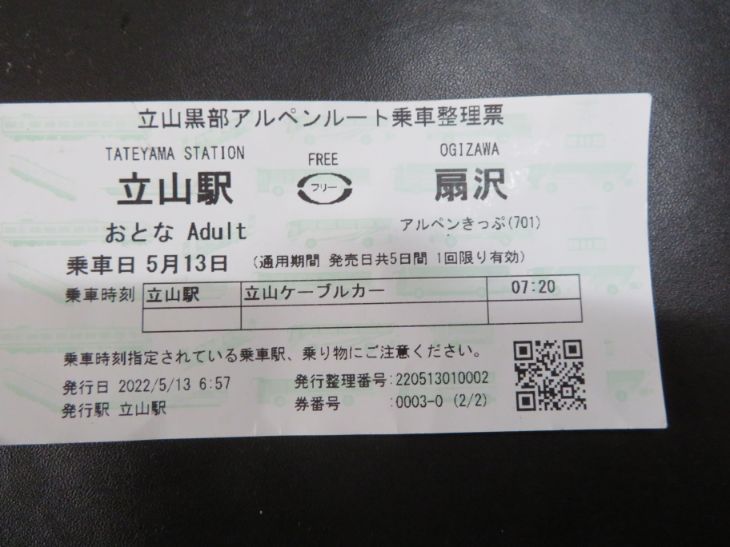 立山黒部アルペンルート乗車整理票
TATEYAMA STATION FREE OGIZAWA
立山駅 フリー 扇沢
おとな Adult アルペンきっぷ(701)
乗車日 5月13日 (通用期間 発売日共5日間 1回限り有効)
乗車時刻 立山駅 立山ケーブルカー 07:20
乗車時刻指定されている乗車駅、乗り物にご注意ください。
発行日 2022/5/13 6:57 発行整理番号:220513010002
発行駅 立山駅 券番号 :0003-0 (2/2)